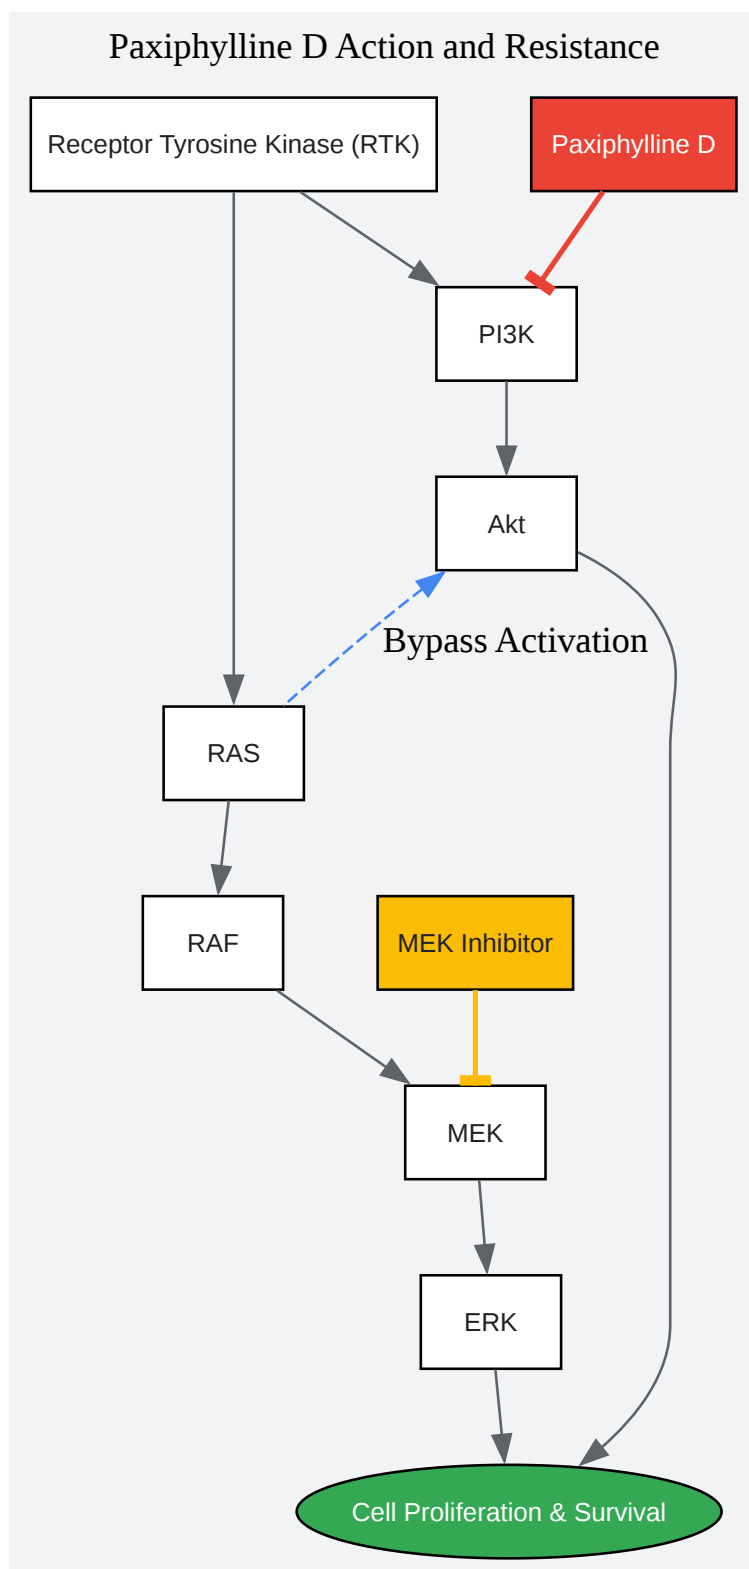 Paxiphylline D Action and Resistance
Receptor Tyrosine Kinase (RTK)
Paxiphylline D
PI3K
Akt
Bypass Activation
RAS
RAF
MEK Inhibitor
MEK
ERK
Cell Proliferation & Survival